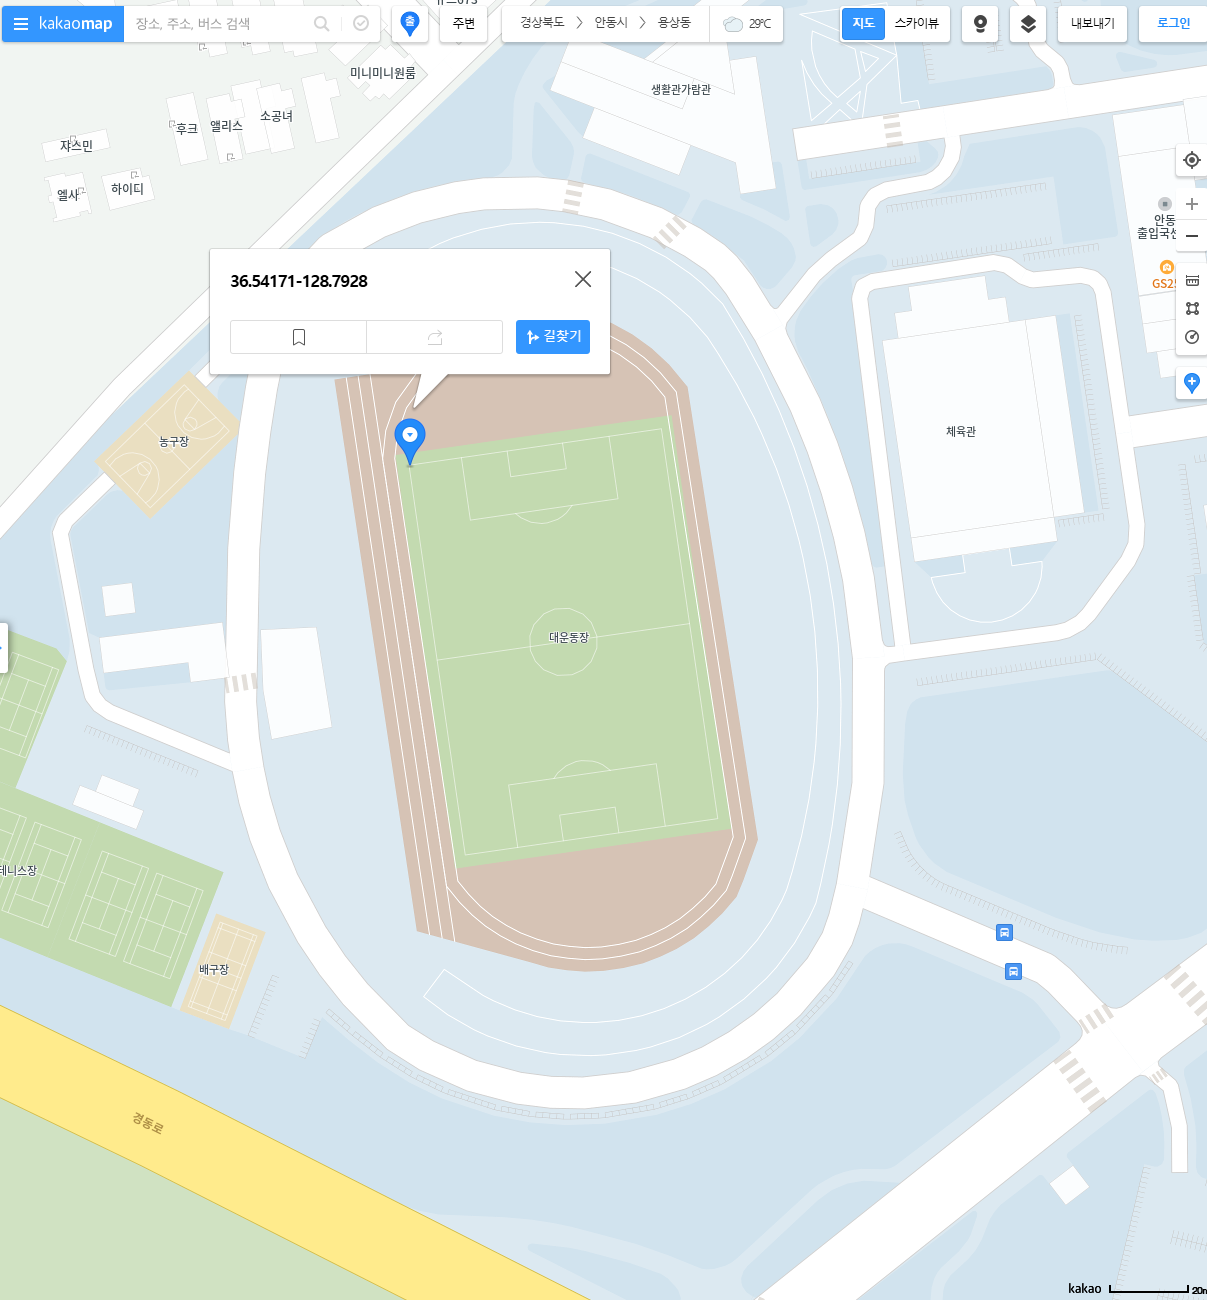 kakaomap
장소, 주소, 버스 검색
출
주변
경상북도 > 안동시 > 용상동
29℃
지도
스카이뷰
내보내기
로그인
미니미니원룸
생활관가람관
소공녀
후크
앨리스
쟈스민
엘사
하이디
안동
출입국
GS25
36.54171-128.7928
길찾기
농구장
체육관
대운동장
테니스장
배구장
경동로
kakao
20m